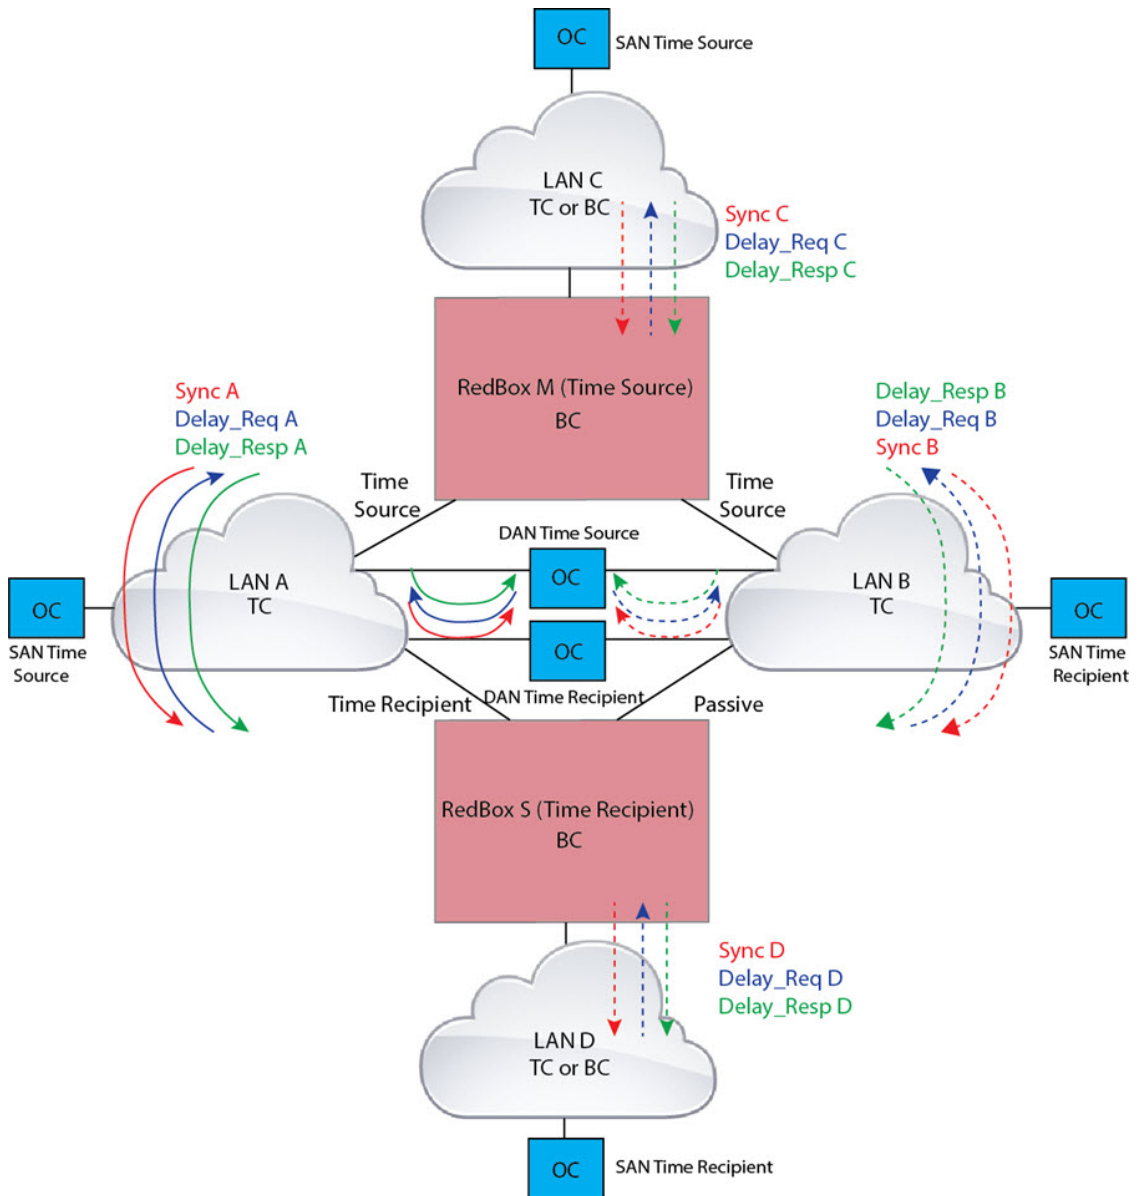 OC
SAN Time Source
LAN C
TC or BC
Sync C
Delay_Req C
Delay_Resp C
RedBox M (Time Source)
BC
Sync A
Delay_Req A
Delay_Resp A
Delay_Resp B
Delay_Req B
Sync B
Time
Source
Time
Source
DAN Time Source
OC
LAN A
TC
LAN B
TC
OC
SAN Time
Source
OC
SAN Time
Recipient
OC
DAN Time Recipient
Time Recipient
Passive
RedBox S (Time Recipient)
BC
Sync D
Delay_Req D
Delay_Resp D
LAN D
TC or BC
OC
SAN Time Recipient